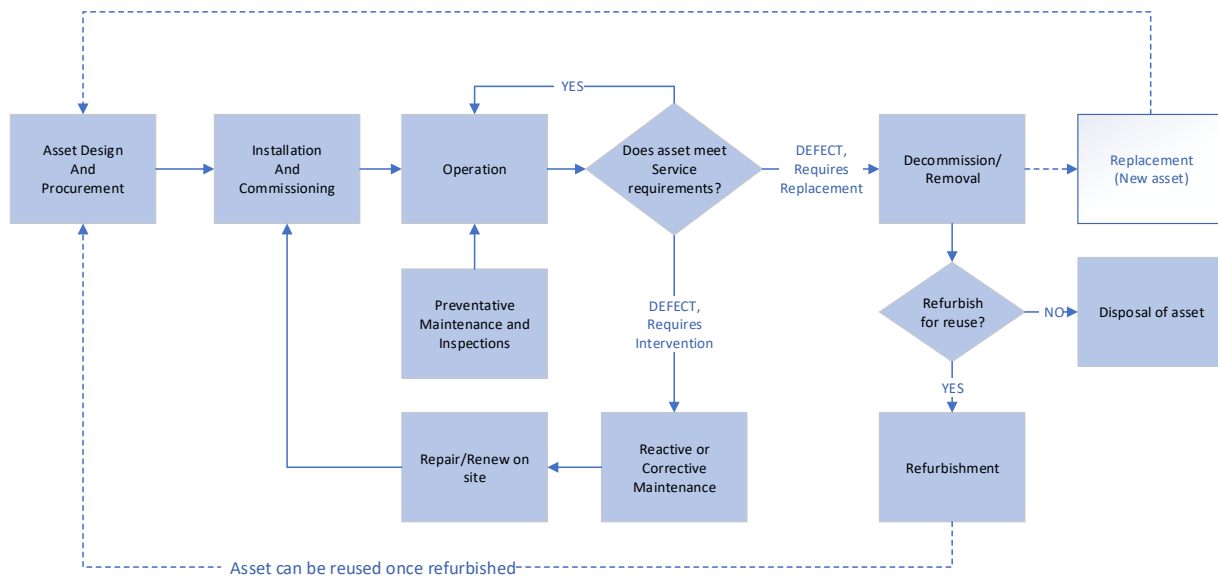 YES
Asset Design
And
Procurement
Installation
And
Commissioning
Operation
Does asset meet
Service
requirements?
DEFECT,
Requires
Replacement
Decommission/
Removal
Replacement
(New asset)
Preventative
Maintenance and
Inspections
DEFECT,
Requires
Intervention
Refurbish
for reuse?
NO
Disposal of asset
YES
Repair/Renew on
site
Reactive or
Corrective
Maintenance
Refurbishment
Asset can be reused once refurbished